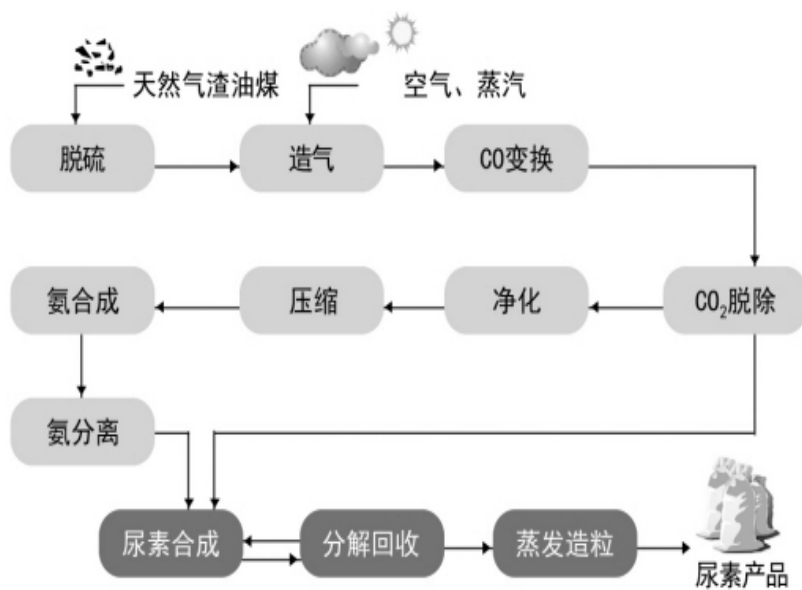 天然气渣油煤
空气、蒸汽
脱硫
造气
CO变换
氨合成
压缩
净化
CO₂脱除
氨分离
尿素合成
分解回收
蒸发造粒
尿素产品